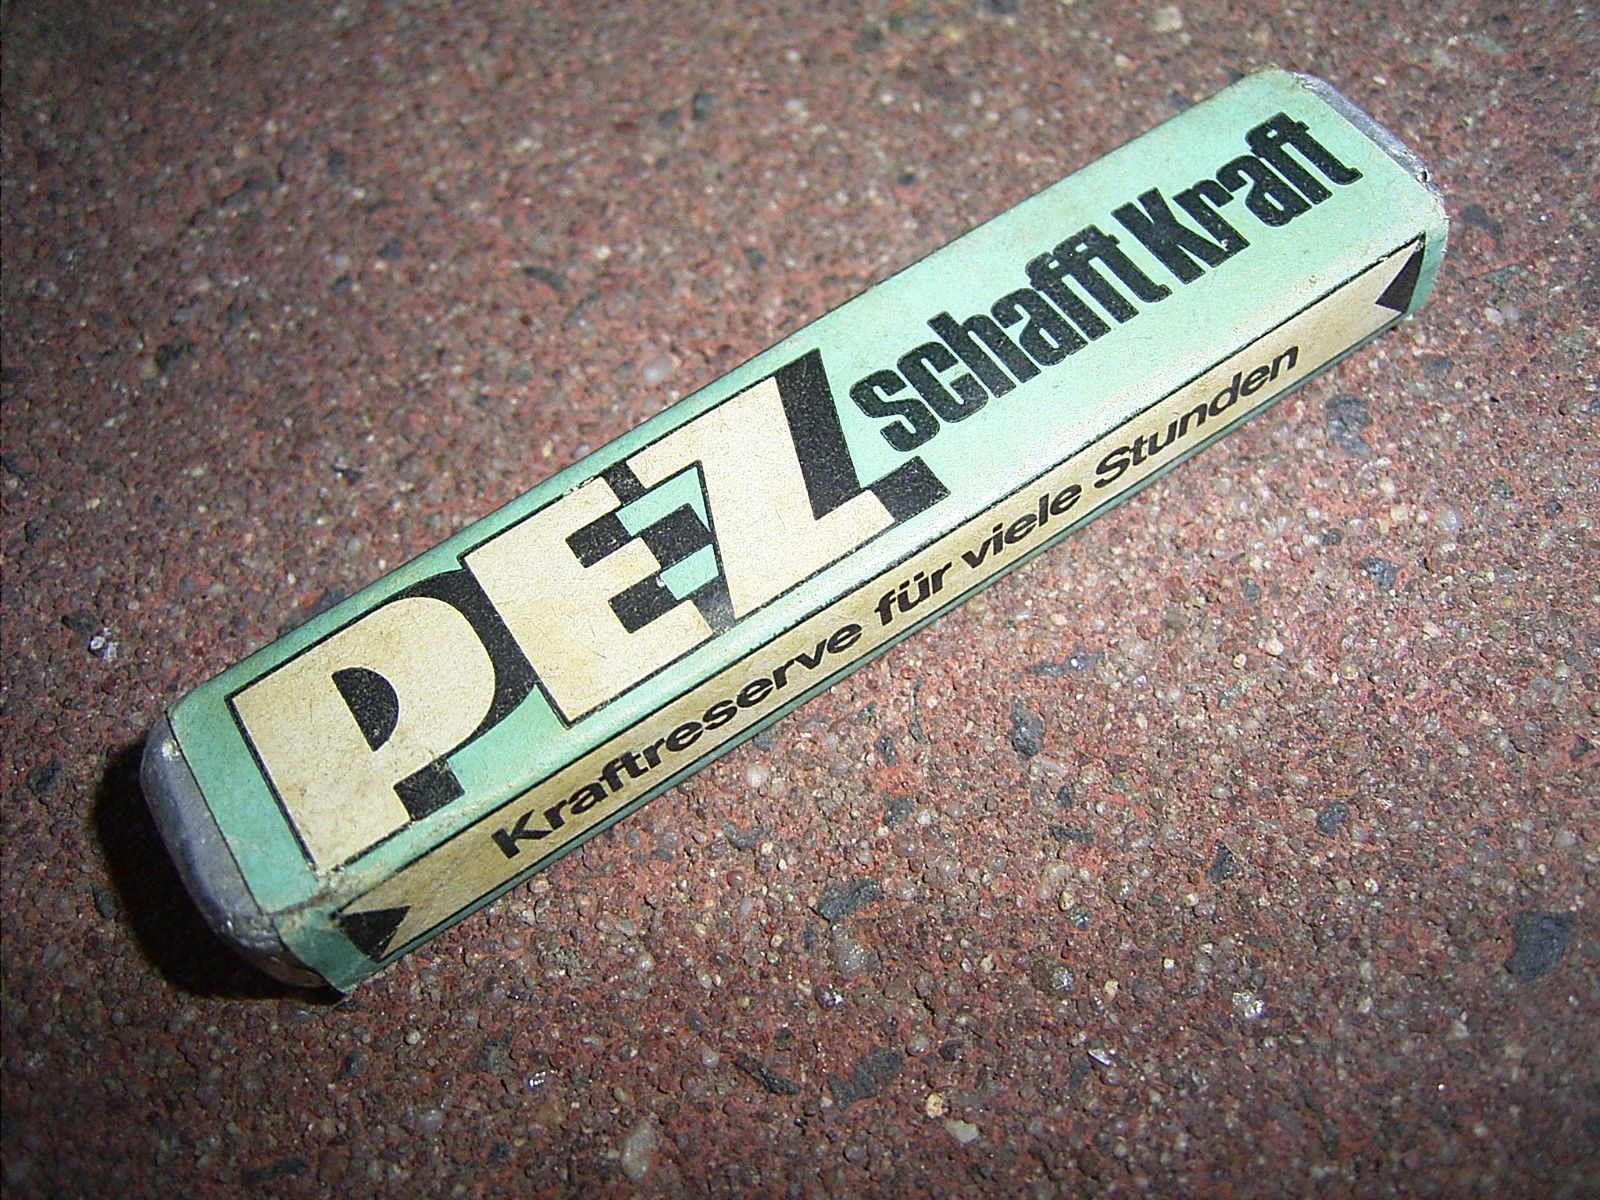 PEZ schafft Kraft
Kraftreserve für viele Stunden